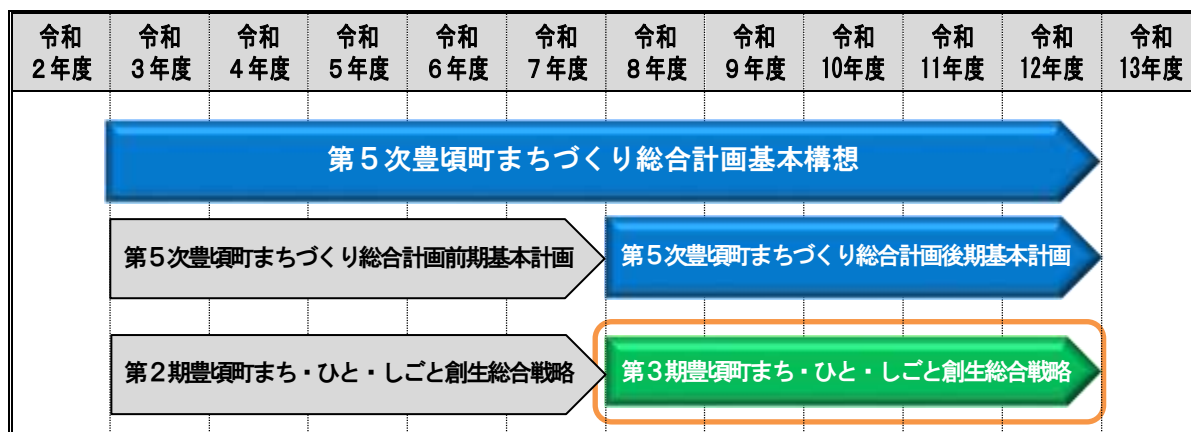 令和 令和 令和 令和 令和 令和 令和 令和 令和 令和 令和 令和
2年度 3年度 4年度 5年度 6年度 7年度 8年度 9年度 10年度 11年度 12年度 13年度
第5次豊頃町まちづくり総合計画基本構想
第5次豊頃町まちづくり総合計画前期基本計画 第5次豊頃町まちづくり総合計画後期基本計画
第2期豊頃町まち・ひと・しごと創生総合戦略 第3期豊頃町まち・ひと・しごと創生総合戦略